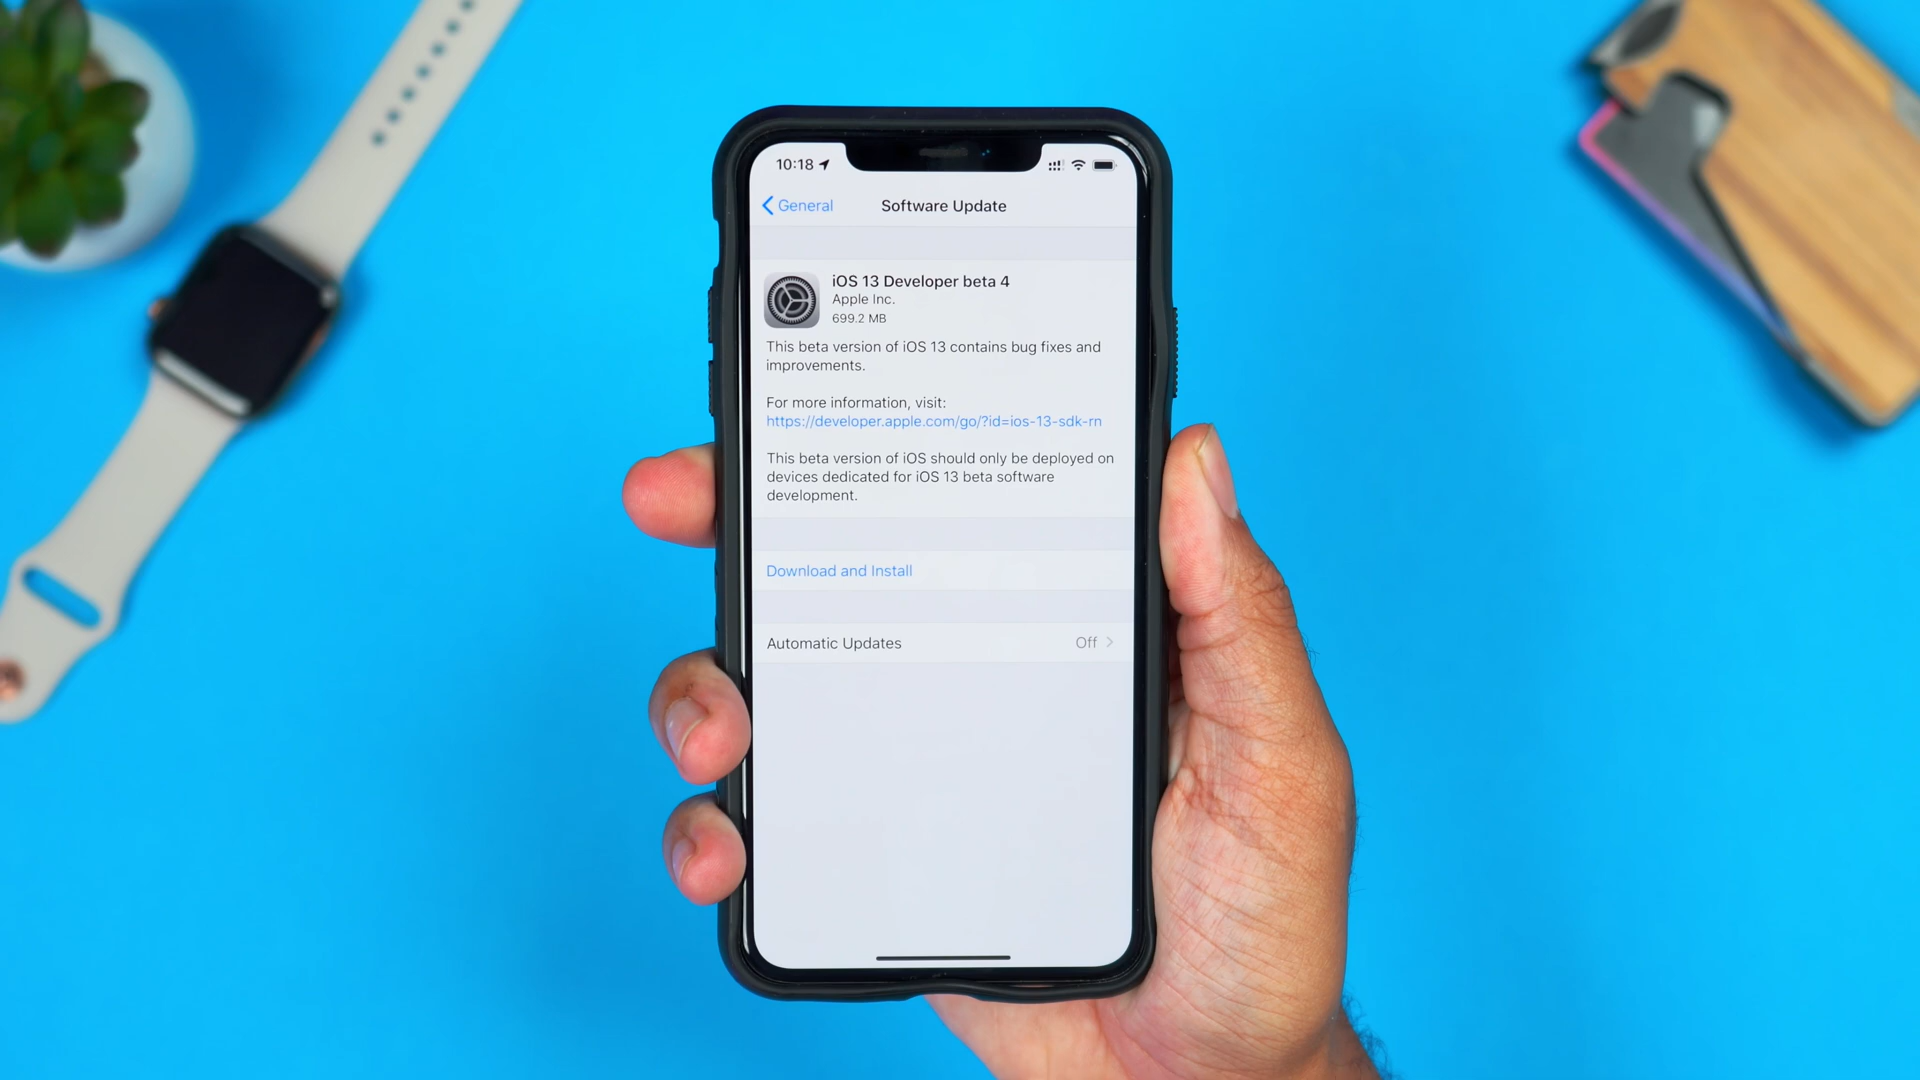 10:18
General
Software Update
iOS 13 Developer beta 4
Apple Inc.
699.2 MB
This beta version of iOS 13 contains bug fixes and
improvements.
For more information, visit:
https://developer.apple.com/go/?id=ios-13-sdk-rn
This beta version of iOS should only be deployed on
devices dedicated for iOS 13 beta software
development.
Download and Install
Automatic Updates Off